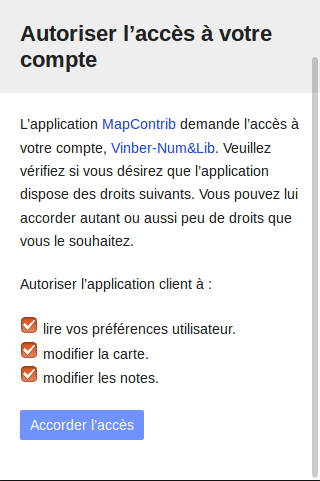 Autoriser l’accès à votre
compte
L’application MapContrib demande l’accès à
votre compte, Vinber-Num&Lib. Veuillez
vérifiez si vous désirez que l’application
dispose des droits suivants. Vous pouvez lui
accorder autant ou aussi peu de droits que
vous le souhaitez.
Autoriser l’application client à :
lire vos préférences utilisateur.
modifier la carte.
modifier les notes.
Accorder l’accès